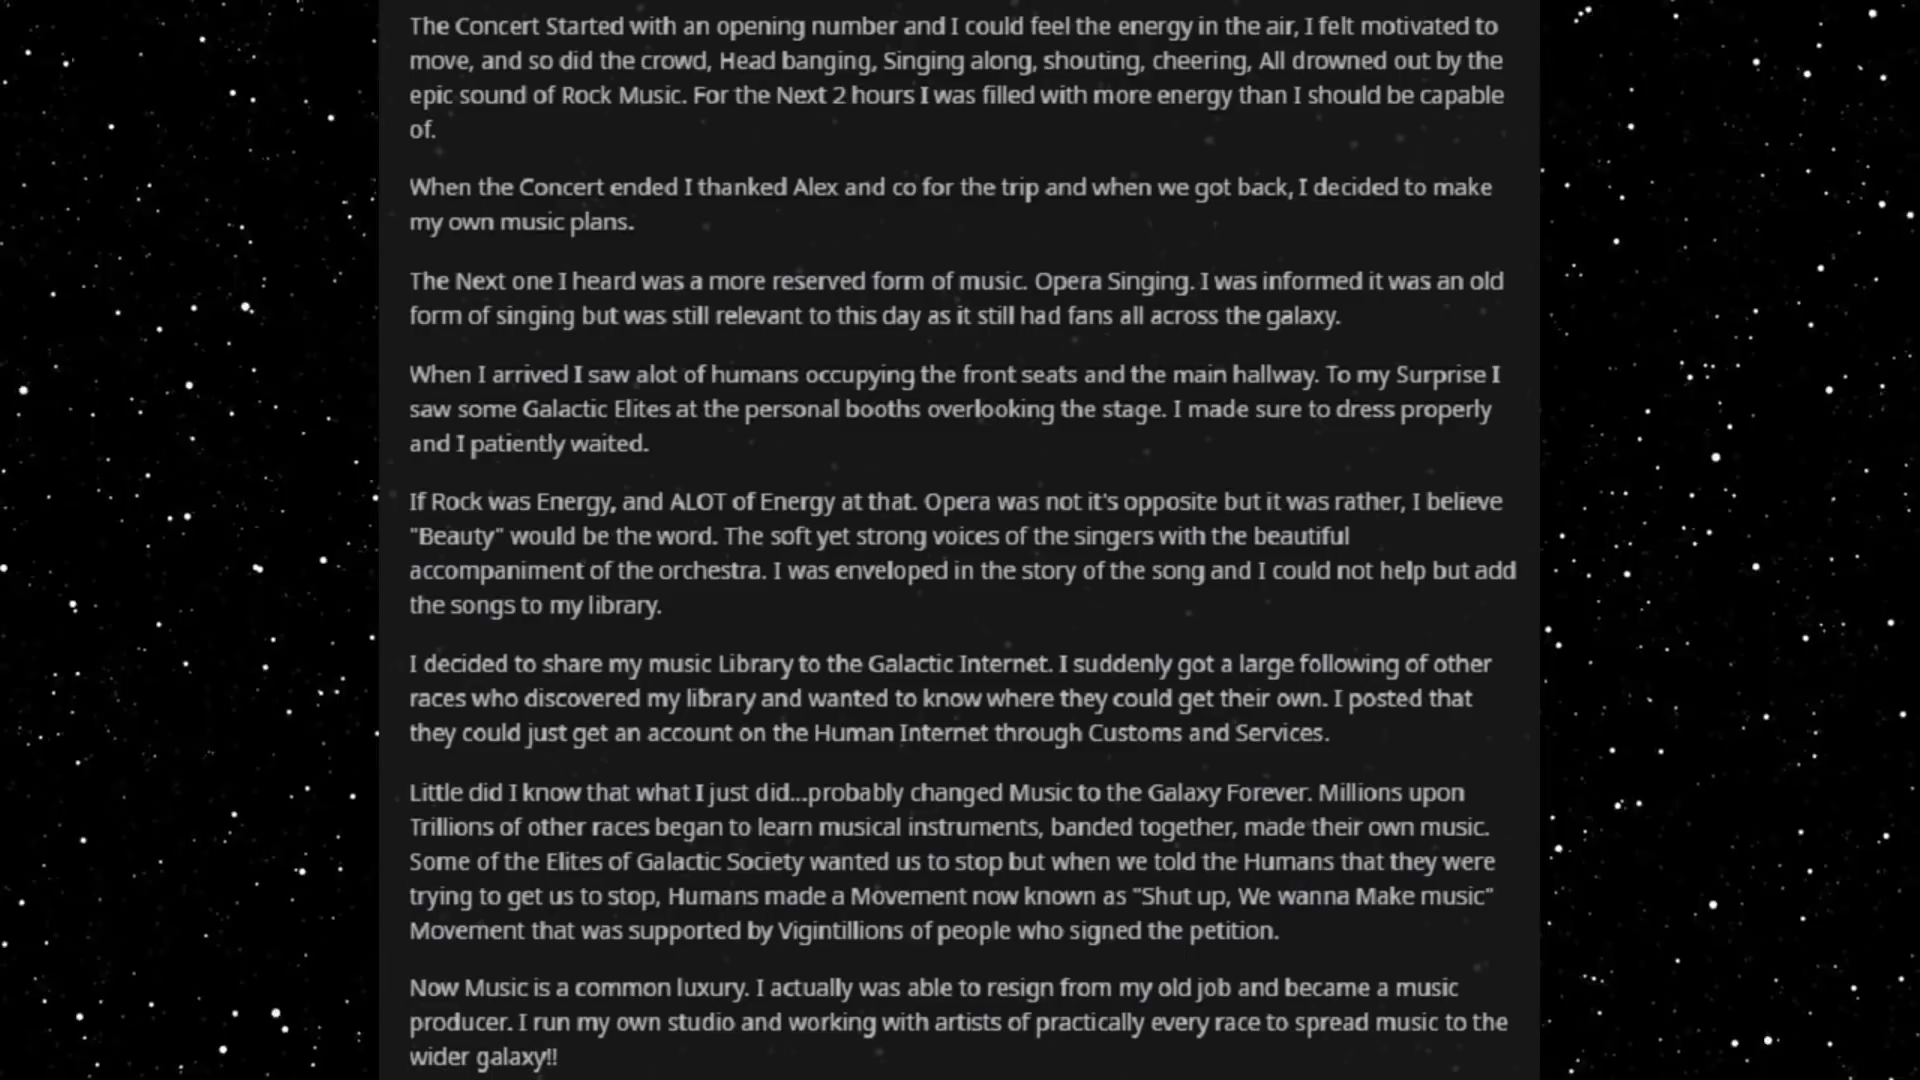 The Concert Started with an opening number and I could feel the energy in the air, I felt motivated to
move, and so did the crowd, Head banging, Singing along, shouting, cheering, All drowned out by the
epic sound of Rock Music. For the Next 2 hours I was filled with more energy than I should be capable
of.
When the Concert ended I thanked Alex and co for the trip and when we got back, I decided to make
my own music plans.
The Next one I heard was a more reserved form of music. Opera Singing. I was informed it was an old
form of singing but was still relevant to this day as it still had fans all across the galaxy.
When I arrived I saw alot of humans occupying the front seats and the main hallway. To my Surprise I
saw some Galactic Elites at the personal booths overlooking the stage. I made sure to dress properly
and I patiently waited.
If Rock was Energy, and ALOT of Energy at that. Opera was not it's opposite but it was rather, I believe
"Beauty" would be the word. The soft yet strong voices of the singers with the beautiful
accompaniment of the orchestra. I was enveloped in the story of the song and I could not help but add
the songs to my library.
I decided to share my music Library to the Galactic Internet. I suddenly got a large following of other
races who discovered my library and wanted to know where they could get their own. I posted that
they could just get an account on the Human Internet through Customs and Services.
Little did I know that what I just did...probably changed Music to the Galaxy Forever. Millions upon
Trillions of other races began to learn musical instruments, banded together, made their own music.
Some of the Elites of Galactic Society wanted us to stop but when we told the Humans that they were
trying to get us to stop, Humans made a Movement now known as "Shut up, We wanna Make music"
Movement that was supported by Vigintillions of people who signed the petition.
Now Music is a common luxury. I actually was able to resign from my old job and became a music
producer. I run my own studio and working with artists of practically every race to spread music to the
wider galaxy!!